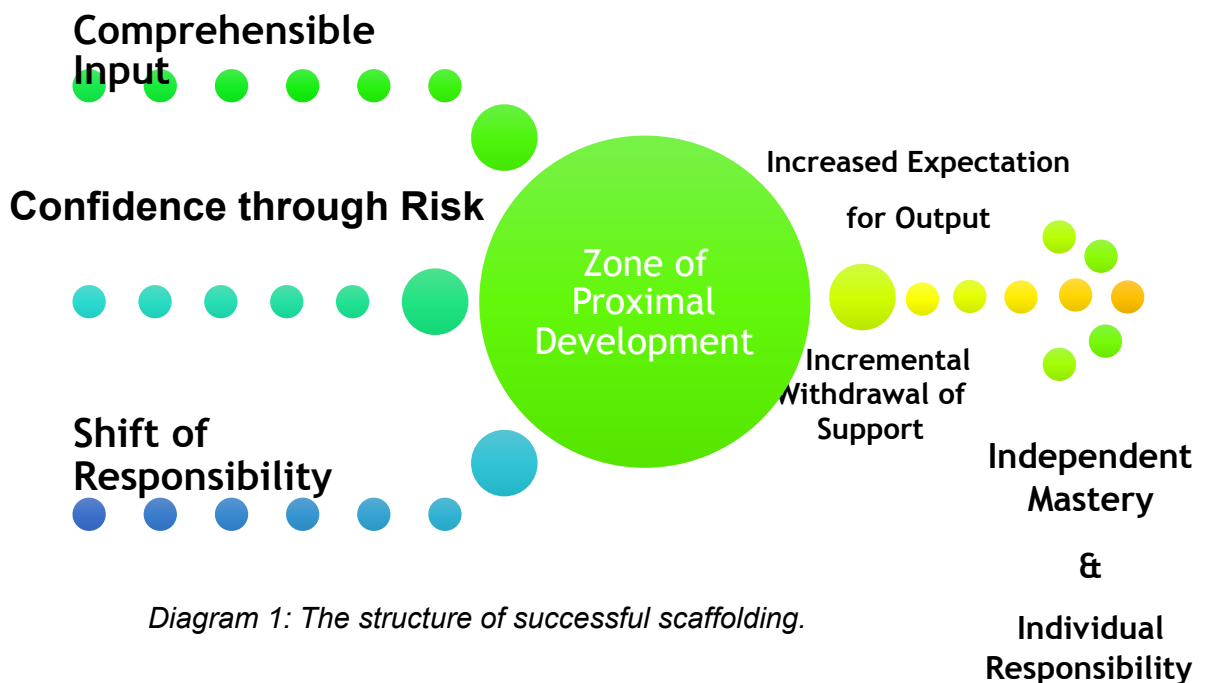 Comprehensible
Input
Confidence through Risk
Shift of
Responsibility
Zone of
Proximal
Development
Increased Expectation
for Output
Incremental
Withdrawal of
Support
Independent
Mastery
&
Individual
Responsibility
Diagram 1: The structure of successful scaffolding.